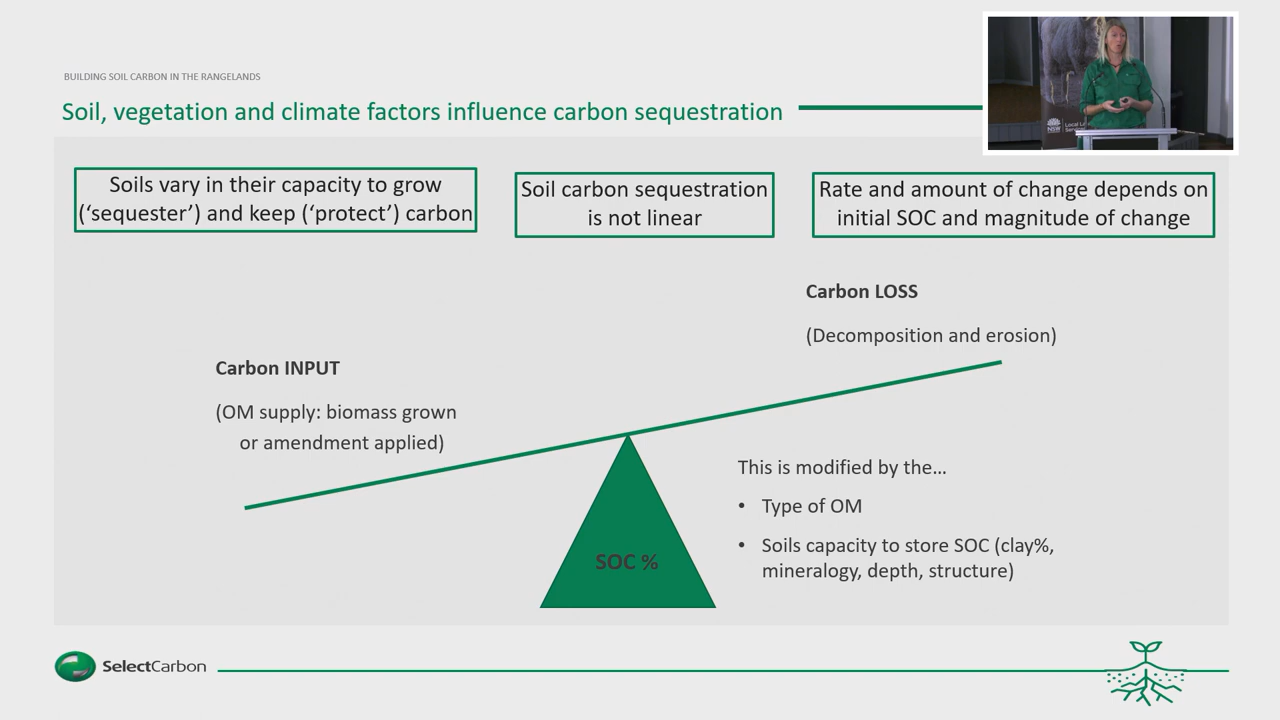 BUILDING SOIL CARBON IN THE RANGELANDS
Soil, vegetation and climate factors influence carbon sequestration
Soils vary in their capacity to grow
(‘sequester’) and keep (‘protect’) carbon
Soil carbon sequestration
is not linear
Rate and amount of change depends on
initial SOC and magnitude of change
Carbon LOSS
(Decomposition and erosion)
Carbon INPUT
(OM supply: biomass grown
or amendment applied)
This is modified by the…
• Type of OM
• Soils capacity to store SOC (clay%,
mineralogy, depth, structure)
SOC %
SelectCarbon
NSW
Local